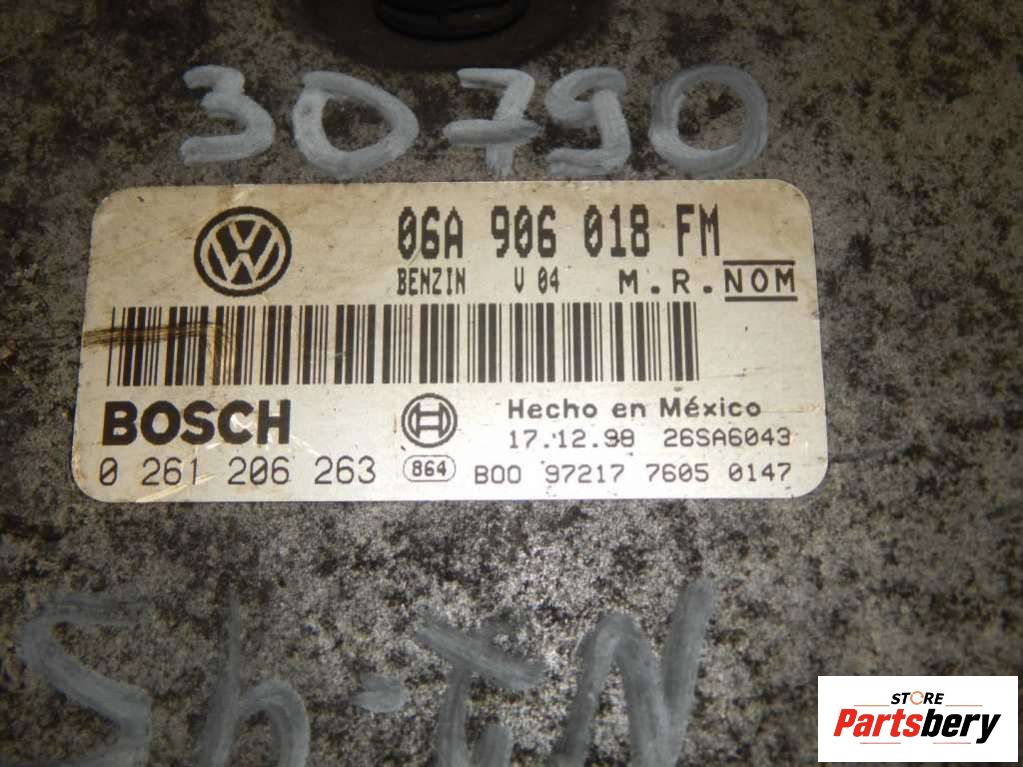 30790
06A 906 018 FM
BENZIN V 04 M.R. NOM
BOSCH
Hecho en México
17.12.98 26SA6043
0 261 206 263 864 B00 97217 7605 0147
STORE
Partsbery